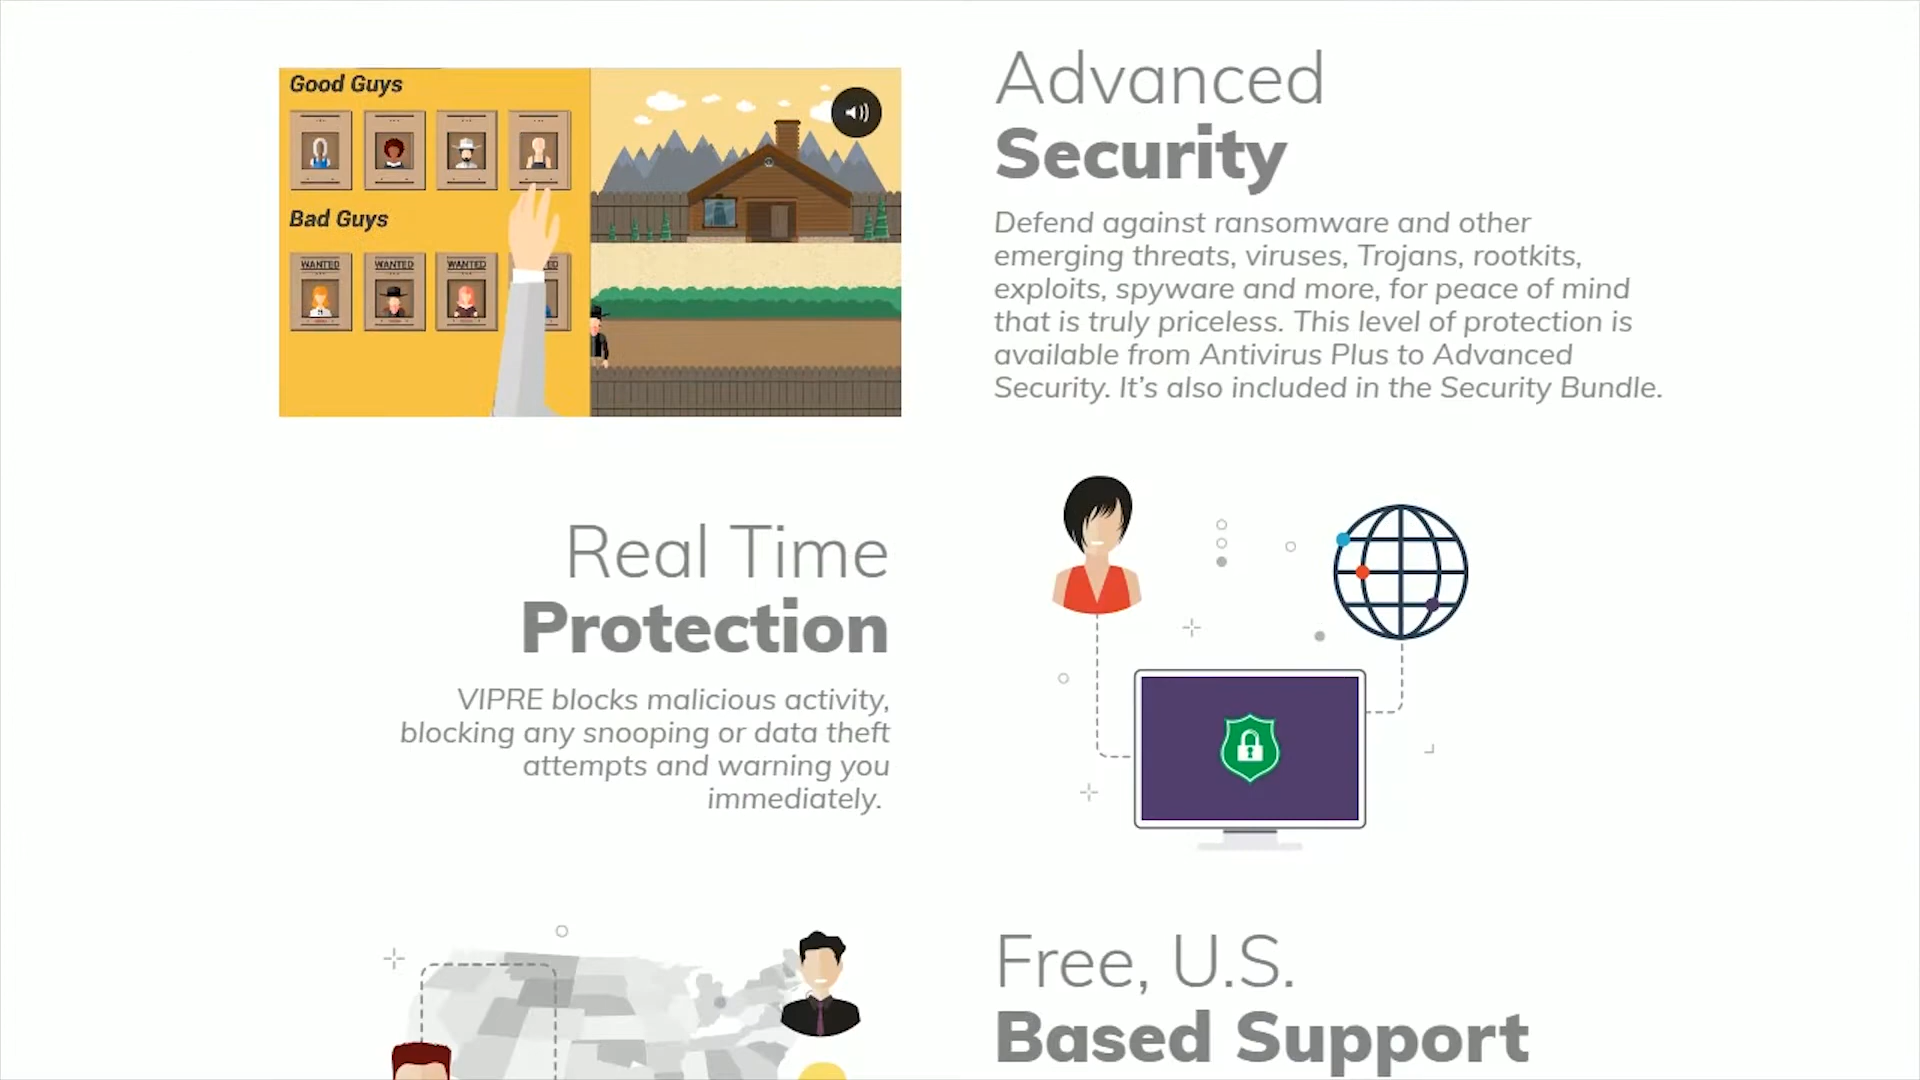 Good Guys
Bad Guys
WANTED
WANTED
WANTED
Advanced
Security
Defend against ransomware and other
emerging threats, viruses, Trojans, rootkits,
exploits, spyware and more, for peace of mind
that is truly priceless. This level of protection is
available from Antivirus Plus to Advanced
Security. It’s also included in the Security Bundle.
Real Time
Protection
VIPRE blocks malicious activity,
blocking any snooping or data theft
attempts and warning you
immediately.
Free, U.S.
Based Support